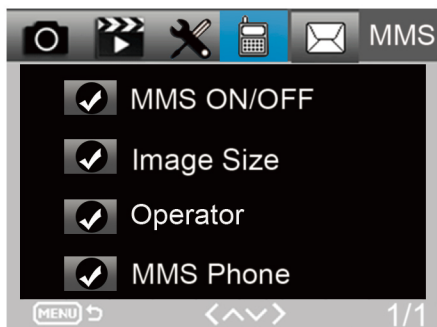 MMS
MMS ON/OFF
Image Size
Operator
MMS Phone
MENU 1/1